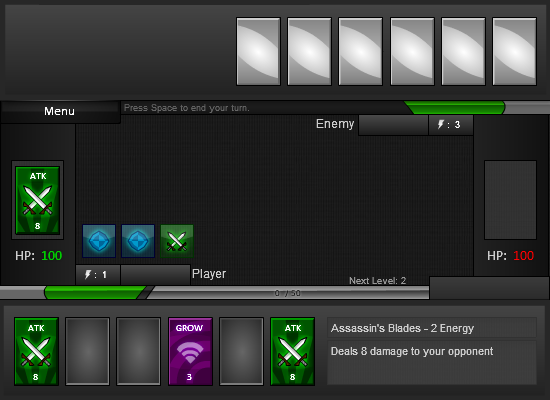 Menu
Press Space to end your turn.
Enemy
: 3
ATK
8
HP: 100
HP: 100
: 1
Player
Next Level: 2
0 / 50
ATK
8
GROW
3
ATK
8
Assassin's Blades - 2 Energy
Deals 8 damage to your opponent